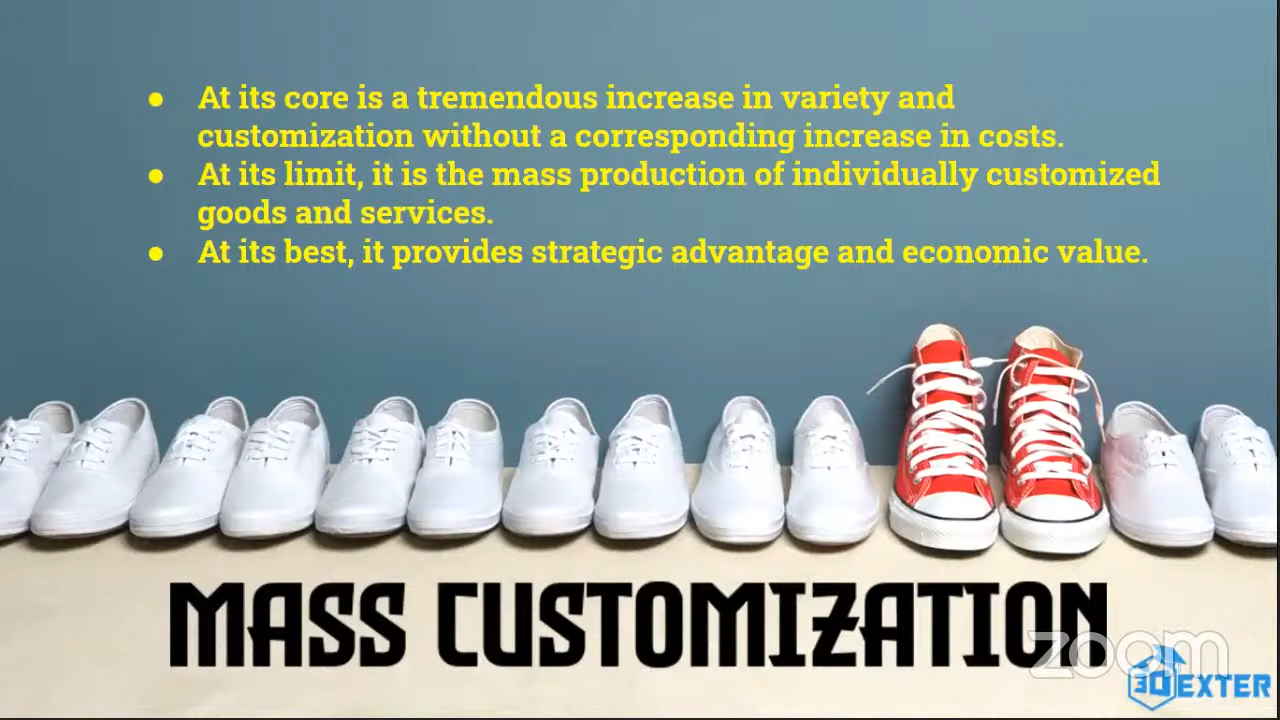 ● At its core is a tremendous increase in variety and
customization without a corresponding increase in costs.
● At its limit, it is the mass production of individually customized
goods and services.
● At its best, it provides strategic advantage and economic value.
MASS CUSTOMIZATION
zoom
3DEXTER